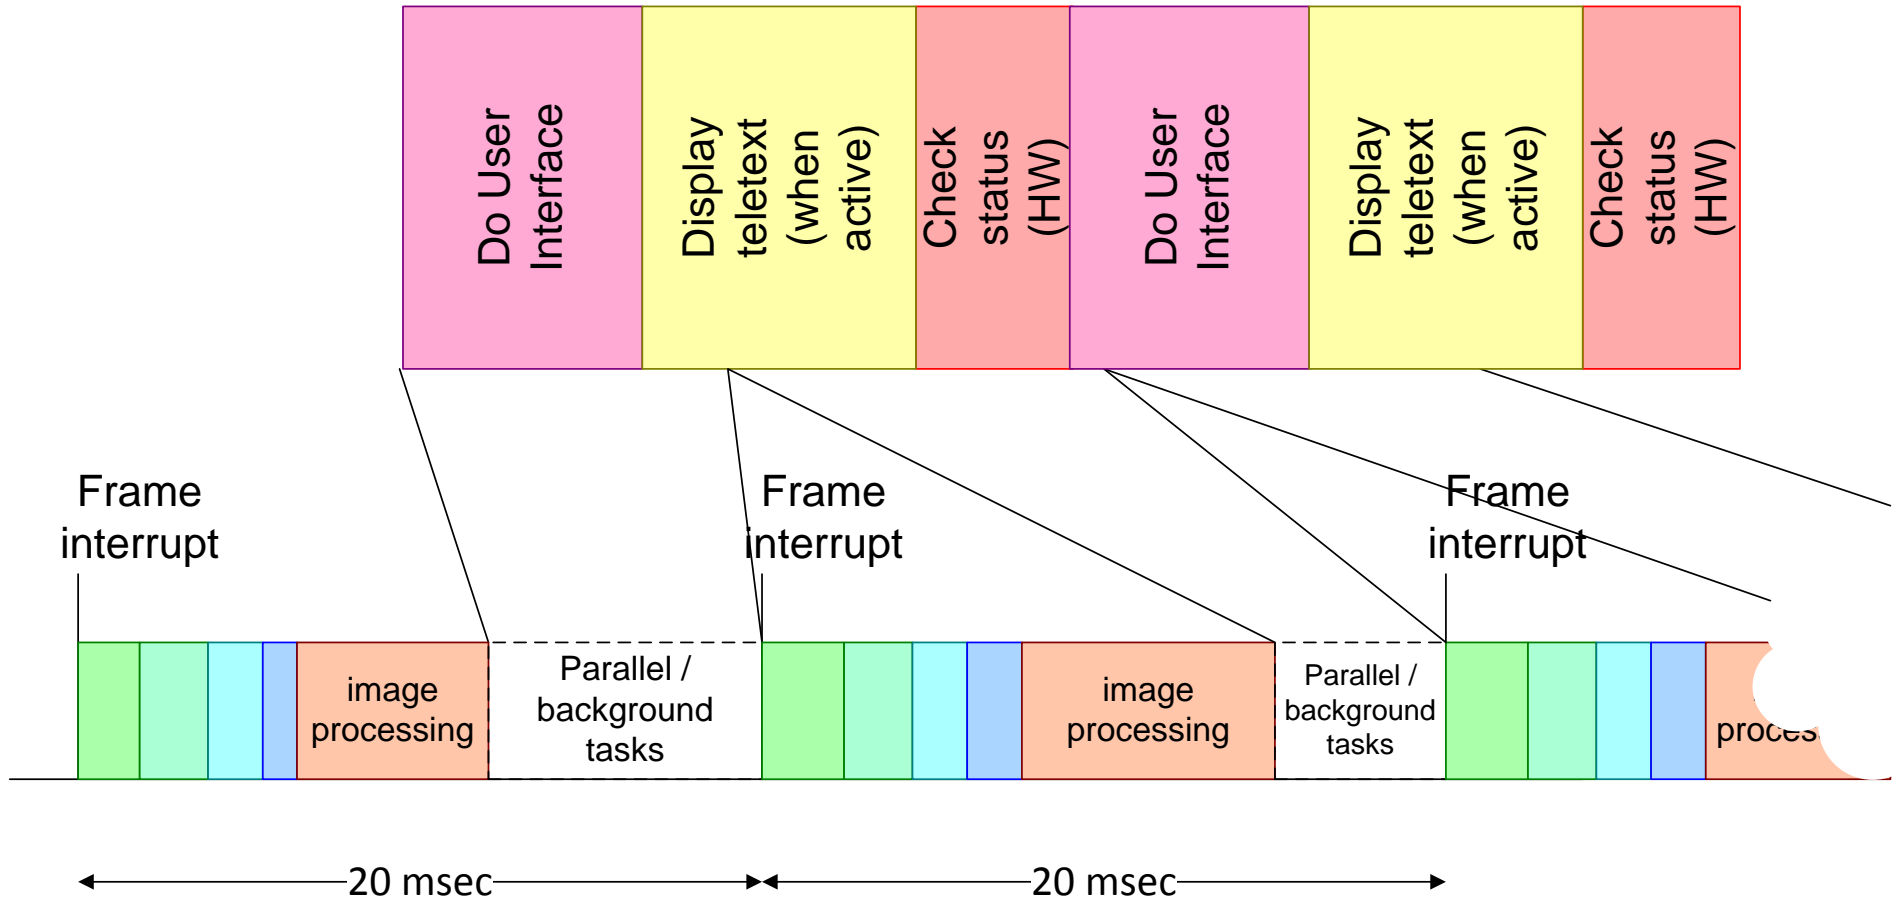 Do User
Interface
Display
teletext
(when
active)
Check
status
(HW)
Do User
Interface
Display
teletext
(when
active)
Check
status
(HW)
Frame
interrupt
Frame
interrupt
Frame
interrupt
image
processing
Parallel /
background
tasks
image
processing
Parallel /
background
tasks
20 msec
20 msec